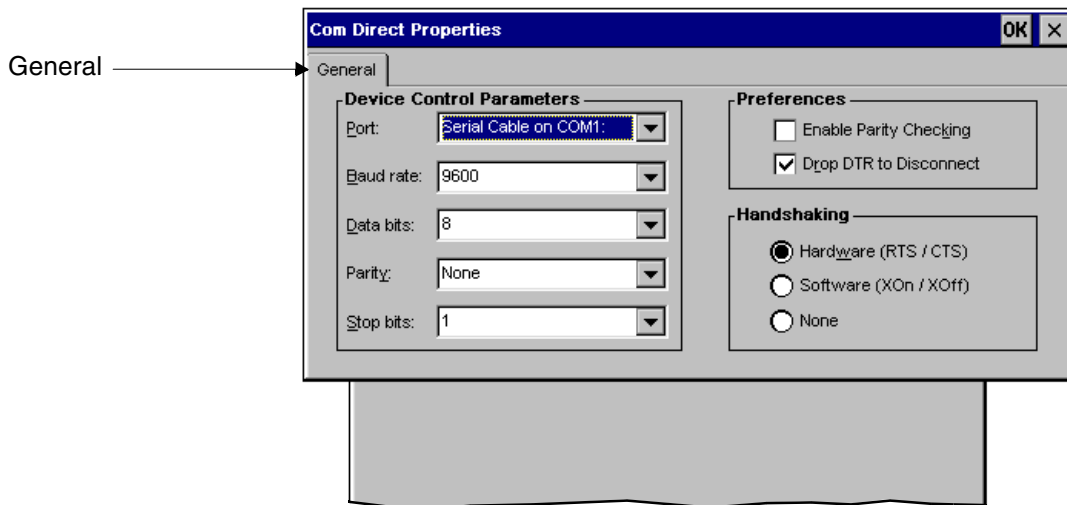 Com Direct Properties OK ×
General
General
Device Control Parameters
Port: Serial Cable on COM1:
Baud rate: 9600
Data bits: 8
Parity: None
Stop bits: 1
Preferences
Enable Parity Checking
Drop DTR to Disconnect
Handshaking
Hardware (RTS / CTS)
Software (XOn / XOff)
None